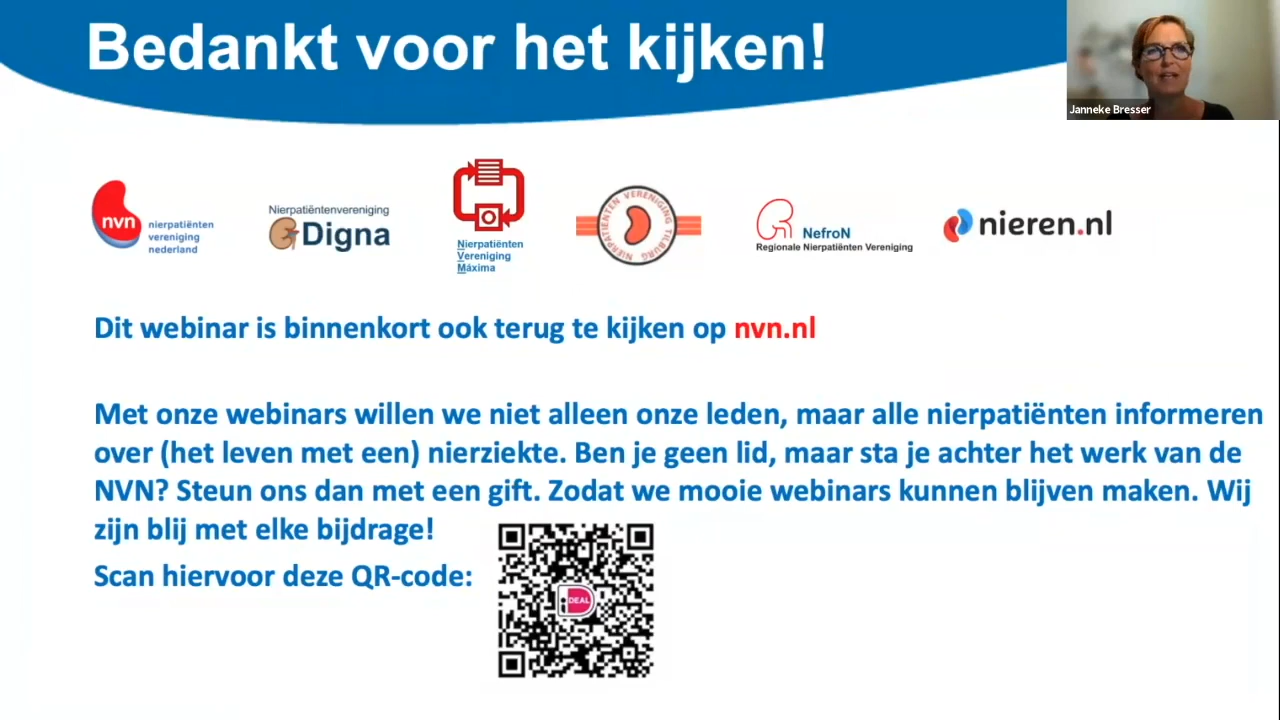 Bedankt voor het kijken!
Janneke Bresser
nvn
nierpatiënten
vereniging
nederland
Nierpatiëntenvereniging
Digna
Nierpatiënten
Vereniging
Máxima
NIERPATIËNTEN VERENIGING TILBURG
NefroN
Regionale Nierpatiënten Vereniging
nieren.nl
Dit webinar is binnenkort ook terug te kijken op nvn.nl
Met onze webinars willen we niet alleen onze leden, maar alle nierpatiënten informeren
over (het leven met een) nierziekte. Ben je geen lid, maar sta je achter het werk van de
NVN? Steun ons dan met een gift. Zodat we mooie webinars kunnen blijven maken. Wij
zijn blij met elke bijdrage!
Scan hiervoor deze QR-code:
iDEAL